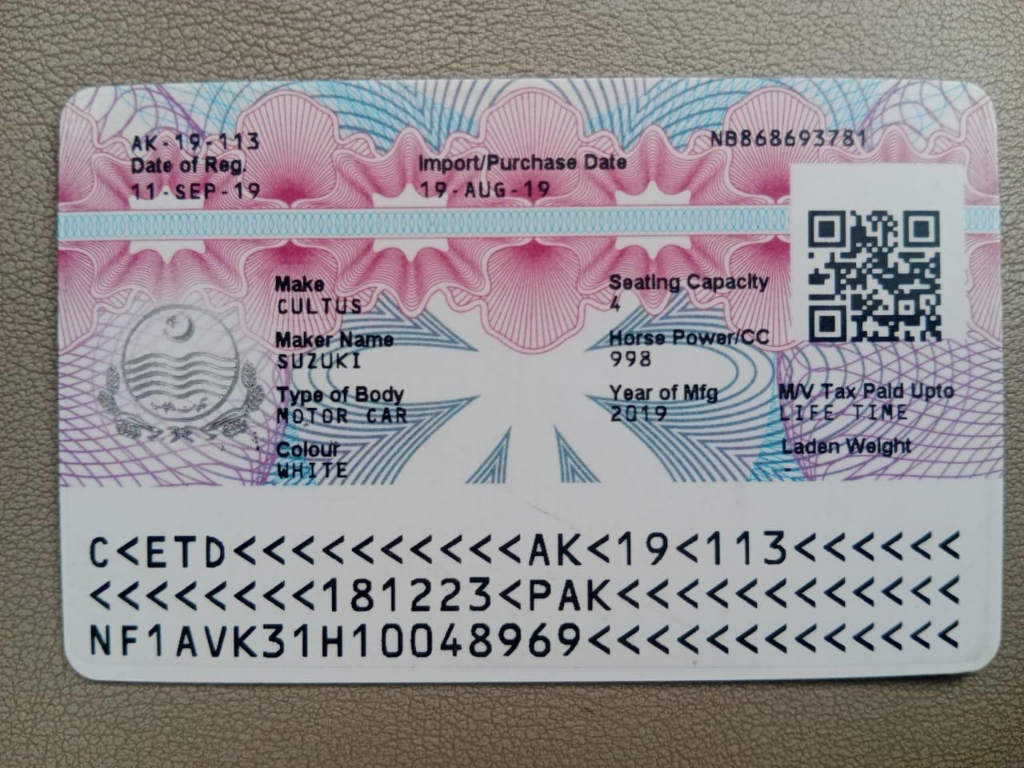 AK-19-113
NB868693781
Date of Reg.
Import/Purchase Date
11-SEP-19
19-AUG-19
Make
Seating Capacity
CULTUS
4
Maker Name
Horse Power/CC
SUZUKI
998
Type of Body
Year of Mfg
M/V Tax Paid Upto
MOTOR CAR
2019
LIFE TIME
Colour
Laden Weight
WHITE
-
C<ETD<<<<<<<<<<<AK<19<113<<<<<<
<<<<<<<<181223<PAK<<<<<<<<<<<<<
NF1AVK31H10048969<<<<<<<<<<<<<<